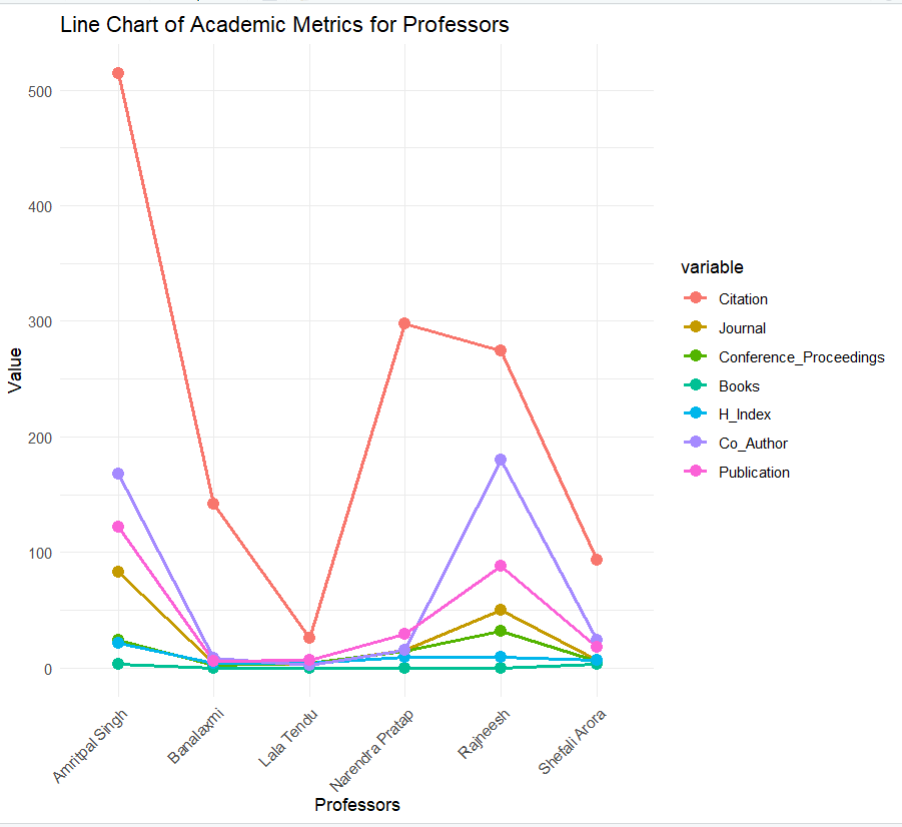 Line Chart of Academic Metrics for Professors
500
400
300
200
100
0
Value
Amritpal Singh
Banalaxmi
Lala Tendu
Narendra Pratap
Rajneesh
Shefali Arora
Professors
variable
Citation
Journal
Conference_Proceedings
Books
H_Index
Co_Author
Publication